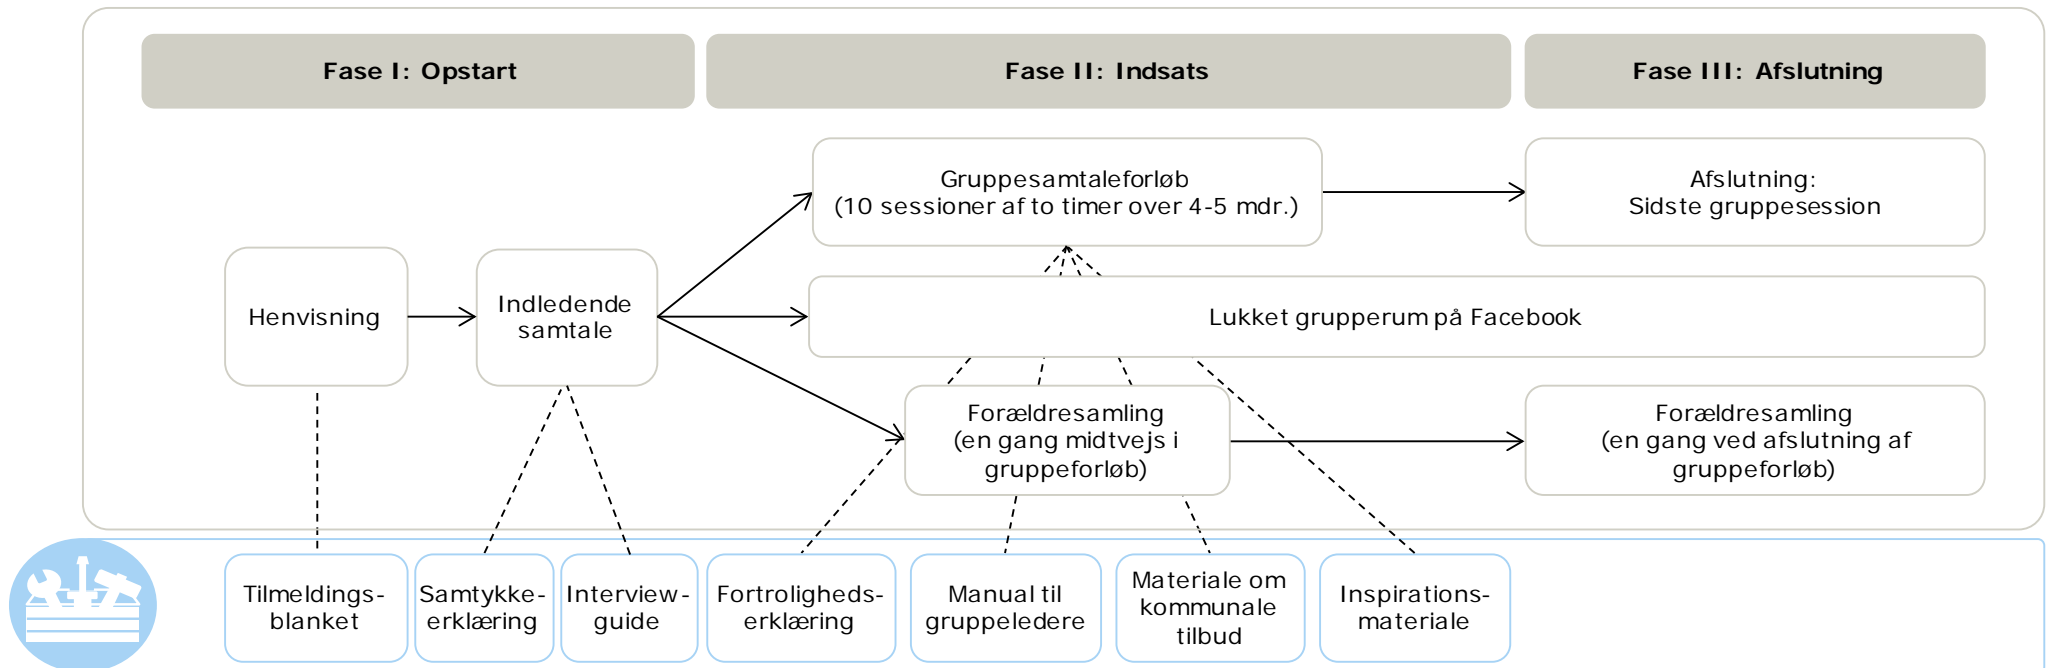 Fase I: Opstart
Fase II: Indsats
Fase III: Afslutning
Gruppesamtaleforløb
(10 sessioner af to timer over 4-5 mdr.)
Afslutning:
Sidste gruppesession
Henvisning
Indledende
samtale
Lukket grupperum på Facebook
Forældresamling
(en gang midtvejs i
gruppeforløb)
Forældresamling
(en gang ved afslutning af
gruppeforløb)
Tilmeldings-
blanket
Samtykke-
erklæring
Interview-
guide
Fortroligheds-
erklæring
Manual til
gruppeledere
Materiale om
kommunale
tilbud
Inspirations-
materiale